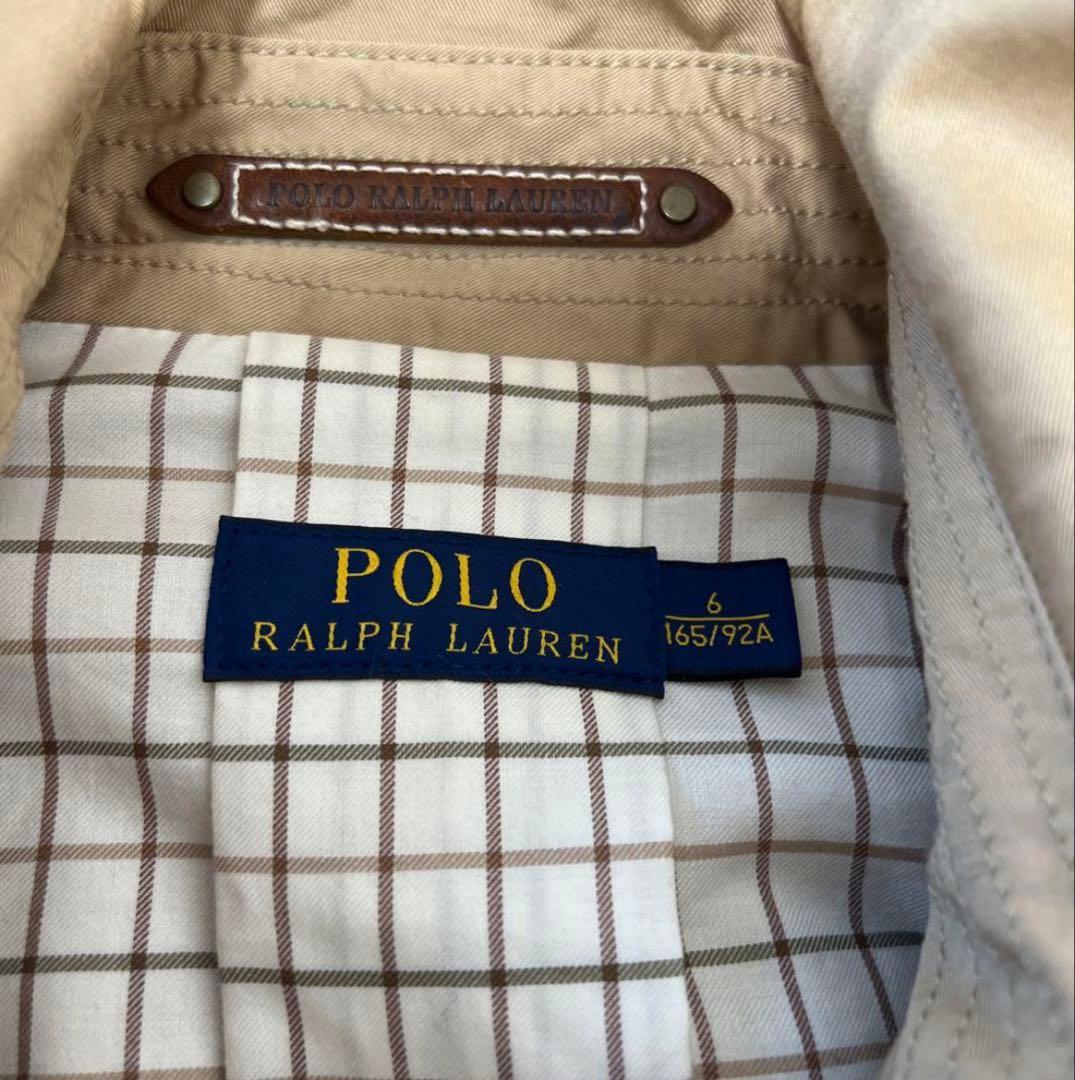 POLO RALPH LAUREN
POLO
RALPH LAUREN
6
165/92A